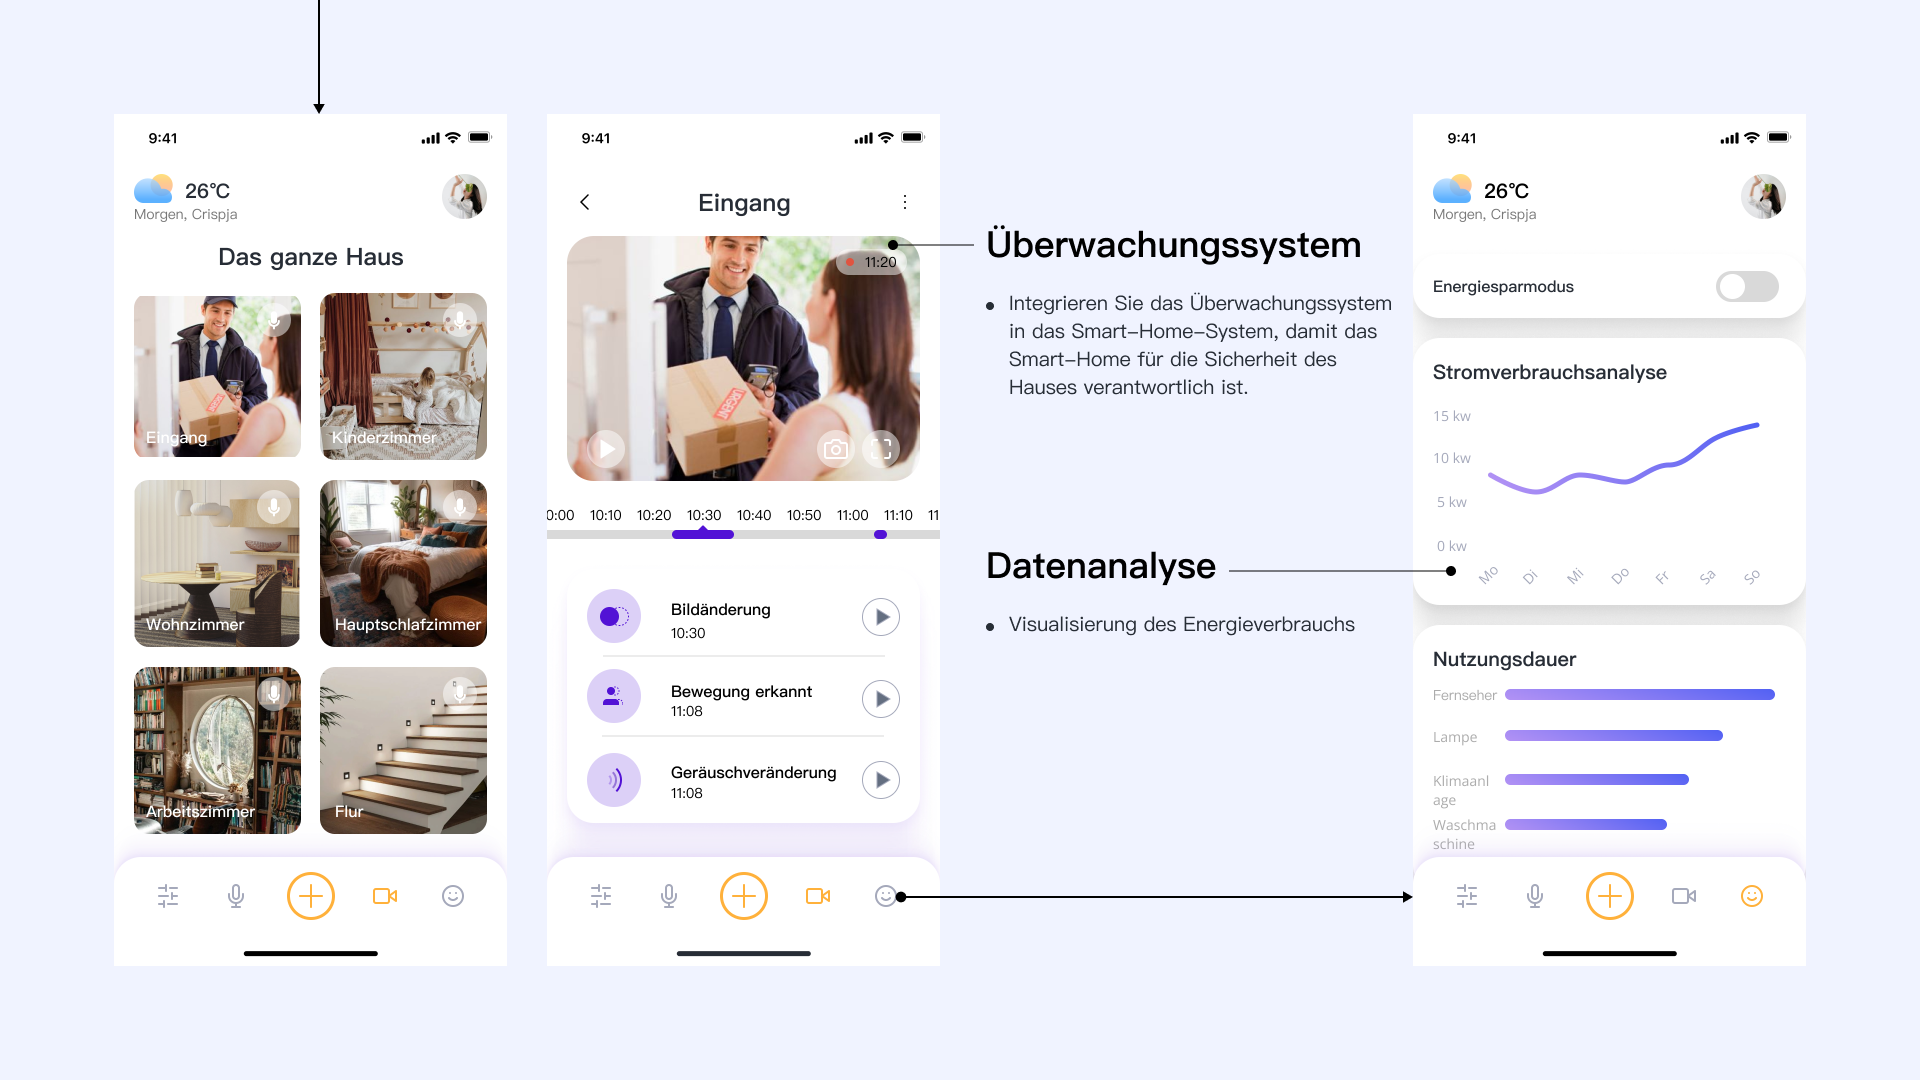 9:41
26°C
Morgen, Crispja
Das ganze Haus
Eingang
Kinderzimmer
Wohnzimmer
Hauptschlafzimmer
Arbeitszimmer
Flur
9:41
Eingang
11:20
URGENT
0:00 10:10 10:20 10:30 10:40 10:50 11:00 11:10 11
Bildänderung
10:30
Bewegung erkannt
11:08
Geräuschveränderung
11:08
Überwachungssystem
• Integrieren Sie das Überwachungssystem
in das Smart-Home-System, damit das
Smart-Home für die Sicherheit des
Hauses verantwortlich ist.
Datenanalyse
• Visualisierung des Energieverbrauchs
9:41
26°C
Morgen, Crispja
Energiesparmodus
Stromverbrauchsanalyse
15 kw
10 kw
5 kw
0 kw
Mo Di Mi Do Fr Sa So
Nutzungsdauer
Fernseher
Lampe
Klimaanl
age
Waschma
schine